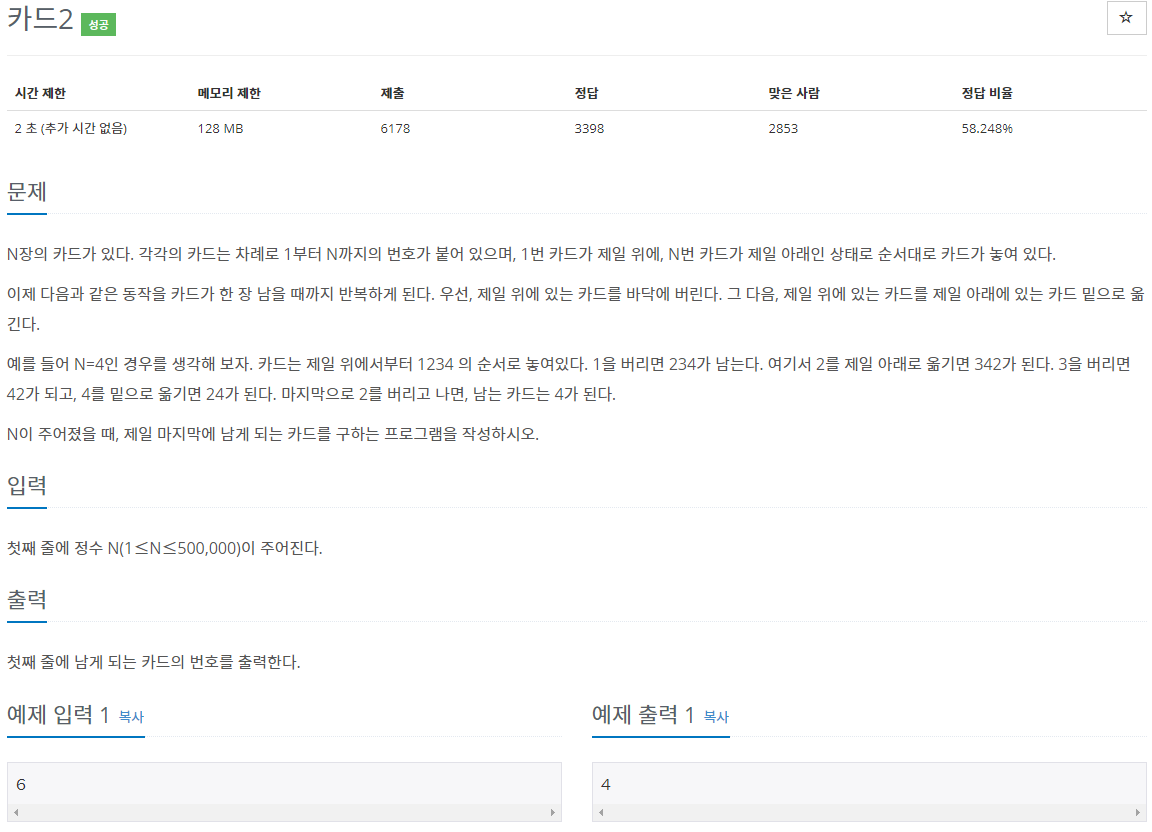 카드2 성공
☆
시간 제한 메모리 제한 제출 정답 맞은 사람 정답 비율
2 초 (추가 시간 없음) 128 MB 6178 3398 2853 58.248%
문제
N장의 카드가 있다. 각각의 카드는 차례로 1부터 N까지의 번호가 붙어 있으며, 1번 카드가 제일 위에, N번 카드가 제일 아래인 상태로 순서대로 카드가 놓여 있다.
이제 다음과 같은 동작을 카드가 한 장 남을 때까지 반복하게 된다. 우선, 제일 위에 있는 카드를 바닥에 버린다. 그 다음, 제일 위에 있는 카드를 제일 아래에 있는 카드 밑으로 옮
긴다.
예를 들어 N=4인 경우를 생각해 보자. 카드는 제일 위에서부터 1234 의 순서로 놓여있다. 1을 버리면 234가 남는다. 여기서 2를 제일 아래로 옮기면 342가 된다. 3을 버리면
42가 되고, 4를 밑으로 옮기면 24가 된다. 마지막으로 2를 버리고 나면, 남는 카드는 4가 된다.
N이 주어졌을 때, 제일 마지막에 남게 되는 카드를 구하는 프로그램을 작성하시오.
입력
첫째 줄에 정수 N(1≤N≤500,000)이 주어진다.
출력
첫째 줄에 남게 되는 카드의 번호를 출력한다.
예제 입력 1 복사
6
예제 출력 1 복사
4